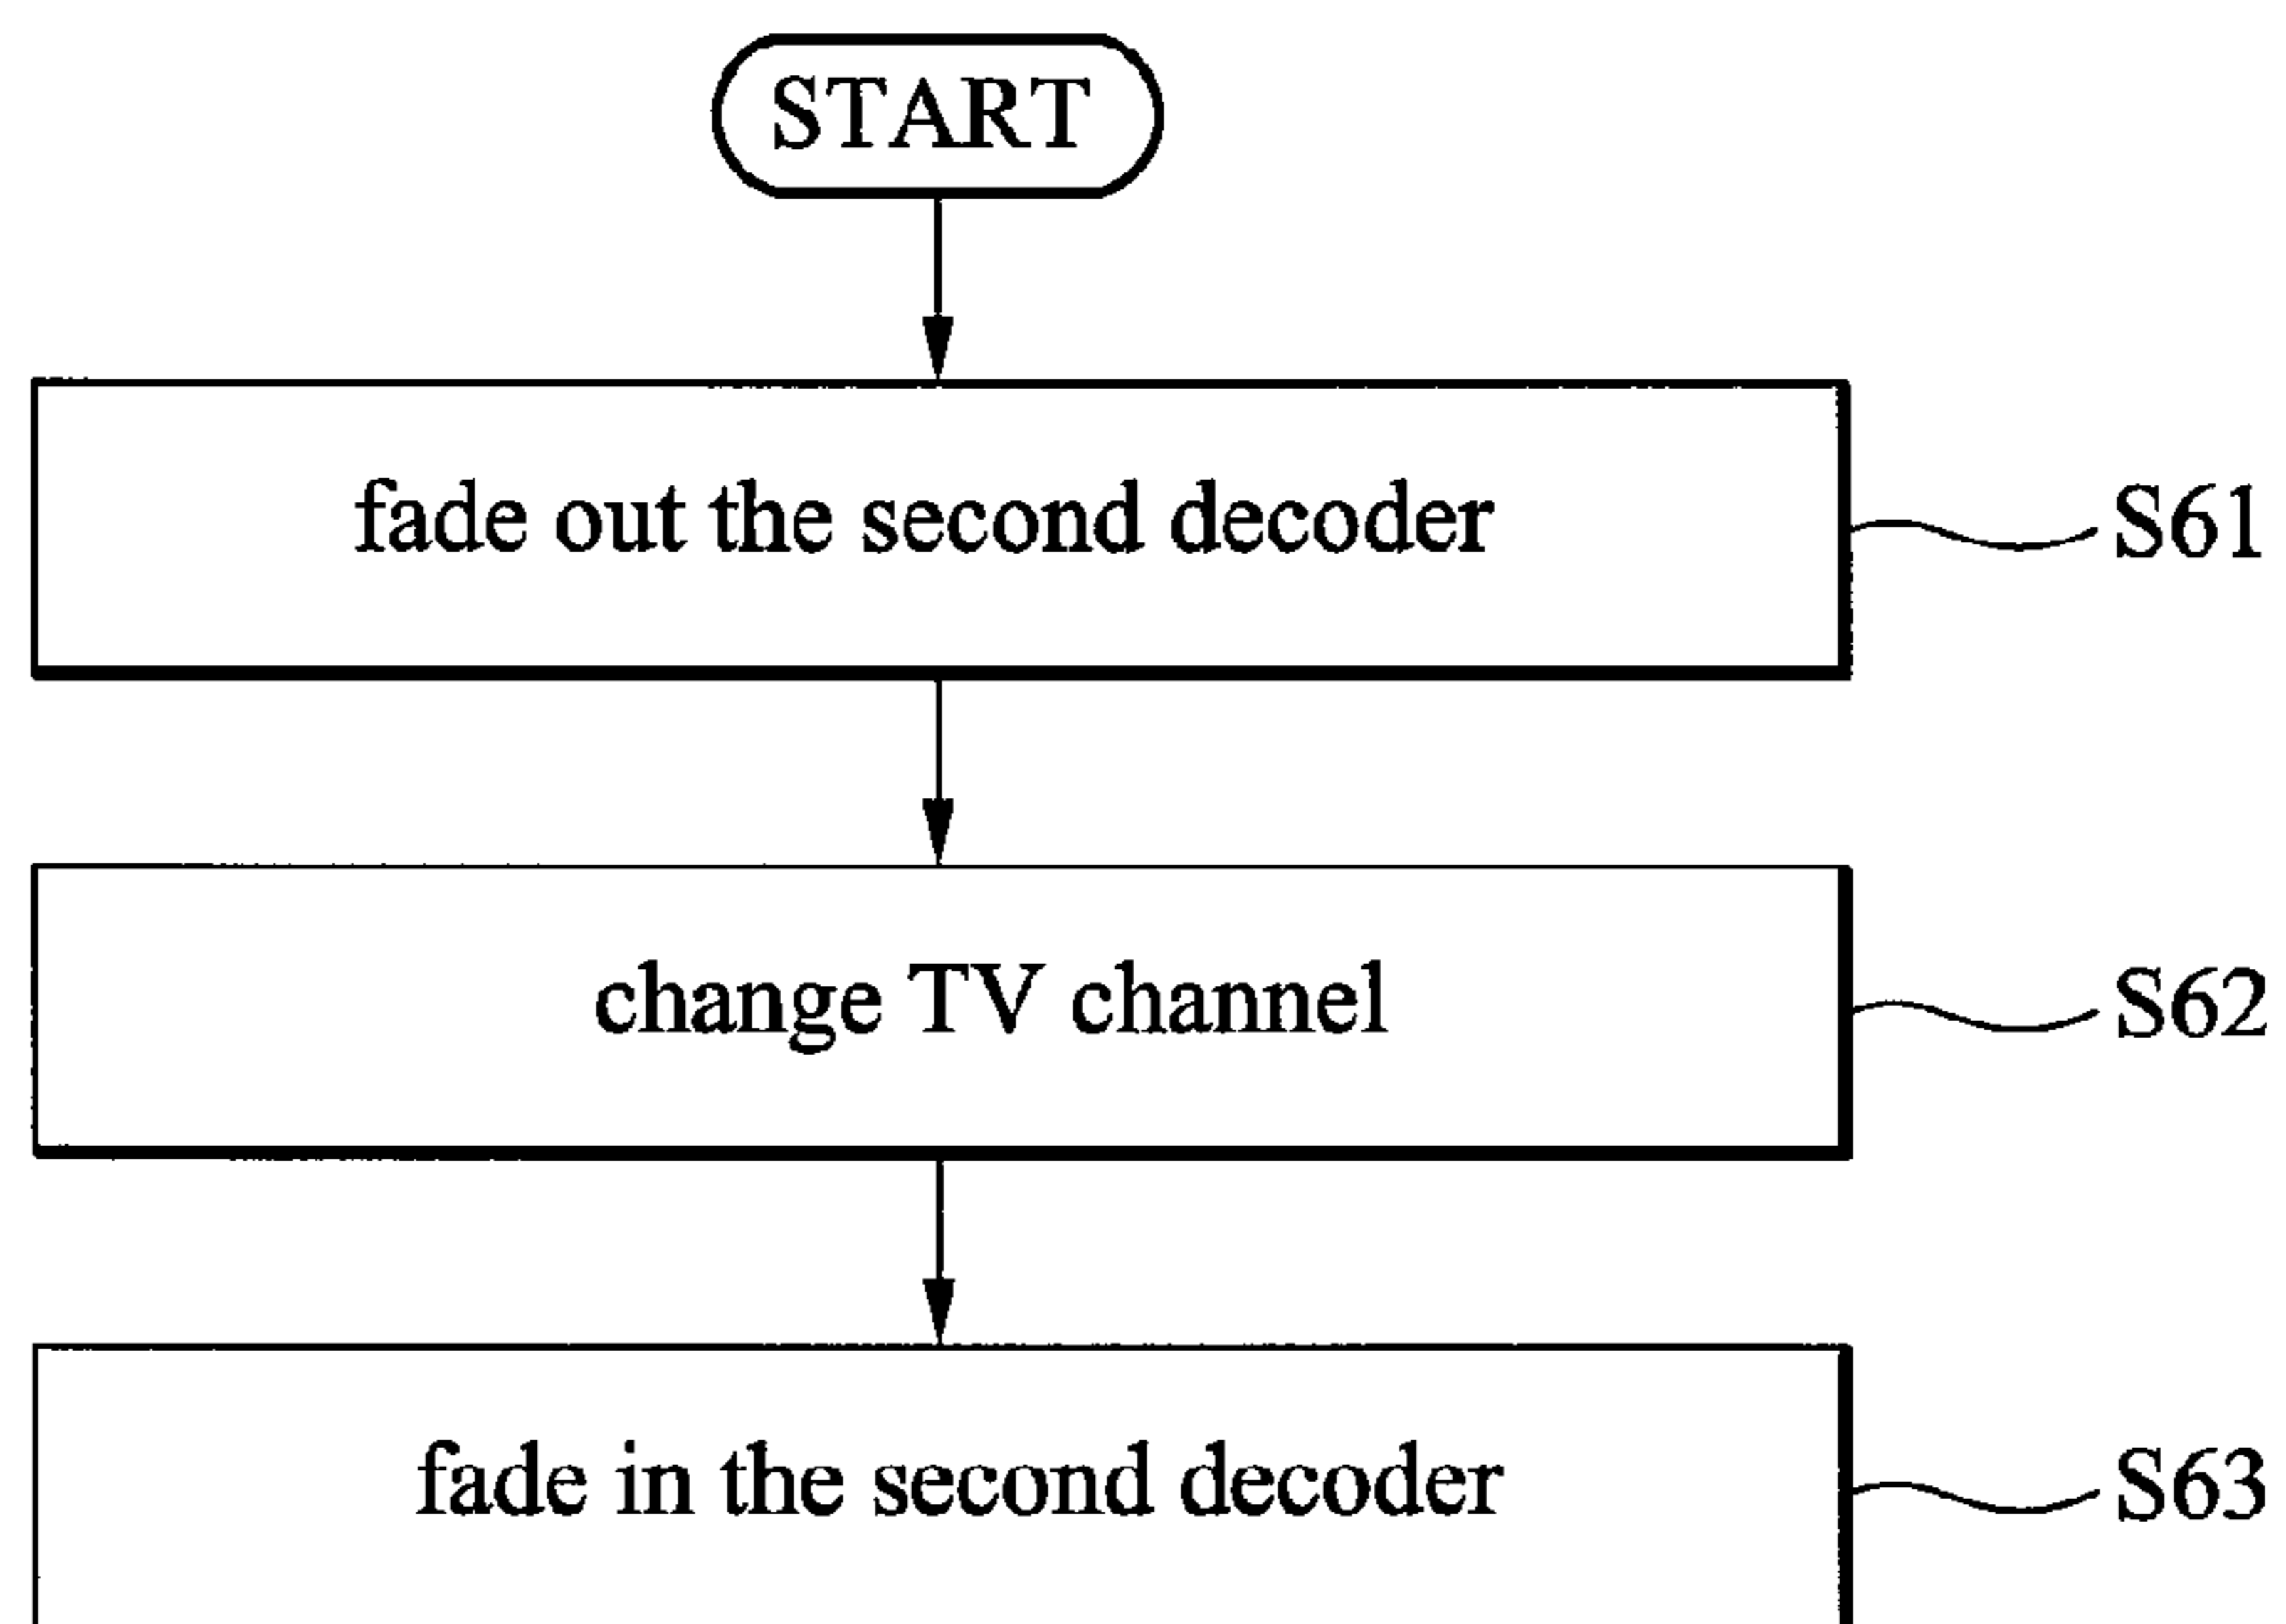 START
fade out the second decoder
S61
change TV channel
S62
fade in the second decoder
S63